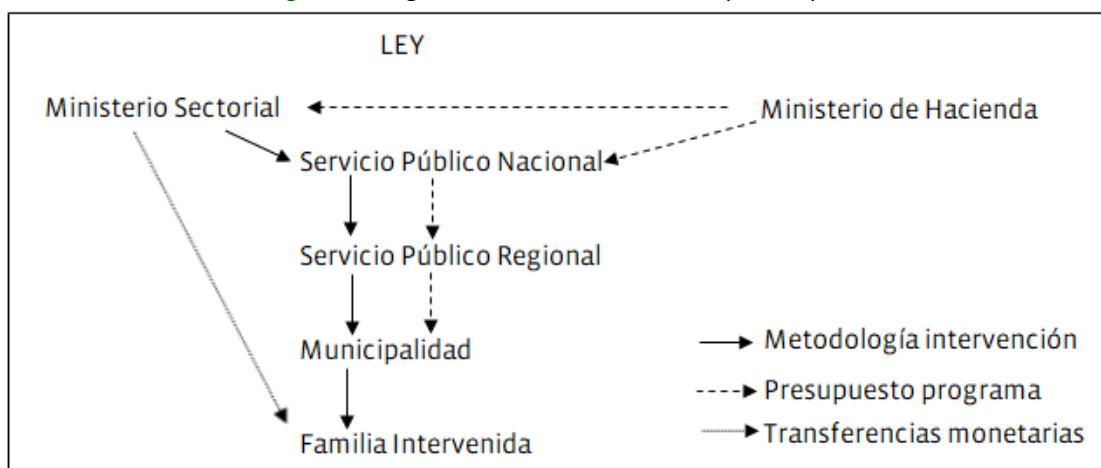 LEY
Ministerio Sectorial
Ministerio de Hacienda
Servicio Público Nacional
Servicio Público Regional
Municipalidad
Familia Intervenida
Metodología intervención
Presupuesto programa
Transferencias monetarias